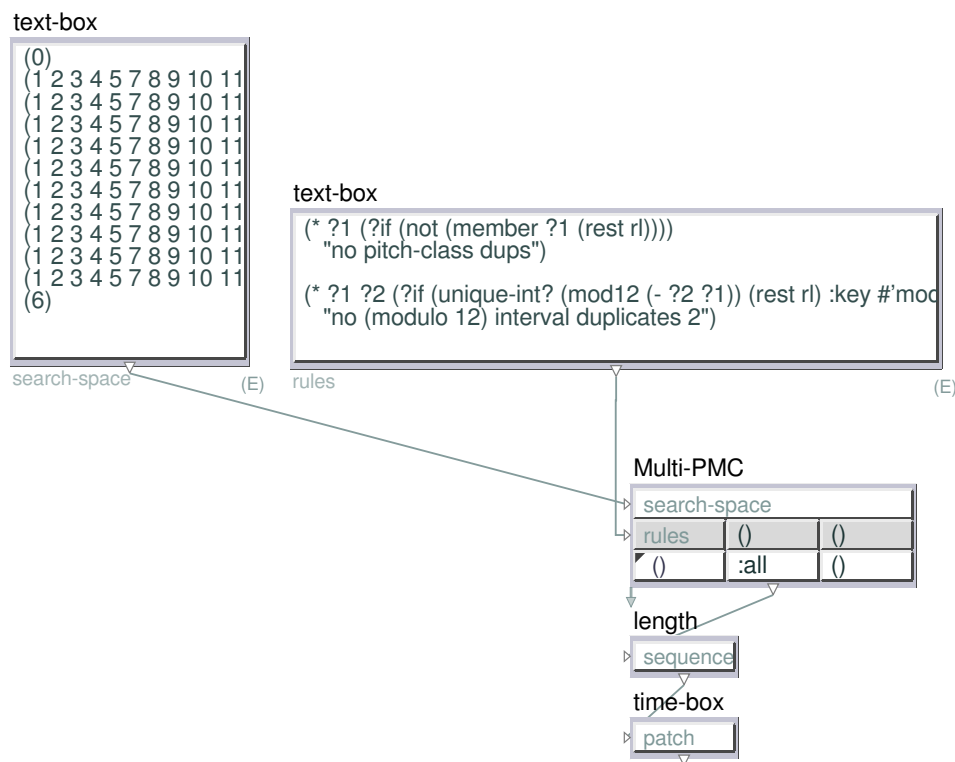 text-box
(0)
(1 2 3 4 5 7 8 9 10 11
(1 2 3 4 5 7 8 9 10 11
(1 2 3 4 5 7 8 9 10 11
(1 2 3 4 5 7 8 9 10 11
(1 2 3 4 5 7 8 9 10 11
(1 2 3 4 5 7 8 9 10 11
(1 2 3 4 5 7 8 9 10 11
(1 2 3 4 5 7 8 9 10 11
(1 2 3 4 5 7 8 9 10 11
(1 2 3 4 5 7 8 9 10 11
(6)
search-space (E)
text-box
(* ?1 (?if (not (member ?1 (rest rl))))
"no pitch-class dups")
(* ?1 ?2 (?if (unique-int? (mod12 (- ?2 ?1)) (rest rl) :key #'mod
"no (modulo 12) interval duplicates 2")
rules (E)
Multi-PMC
search-space
rules () ()
() :all ()
length
sequence
time-box
patch